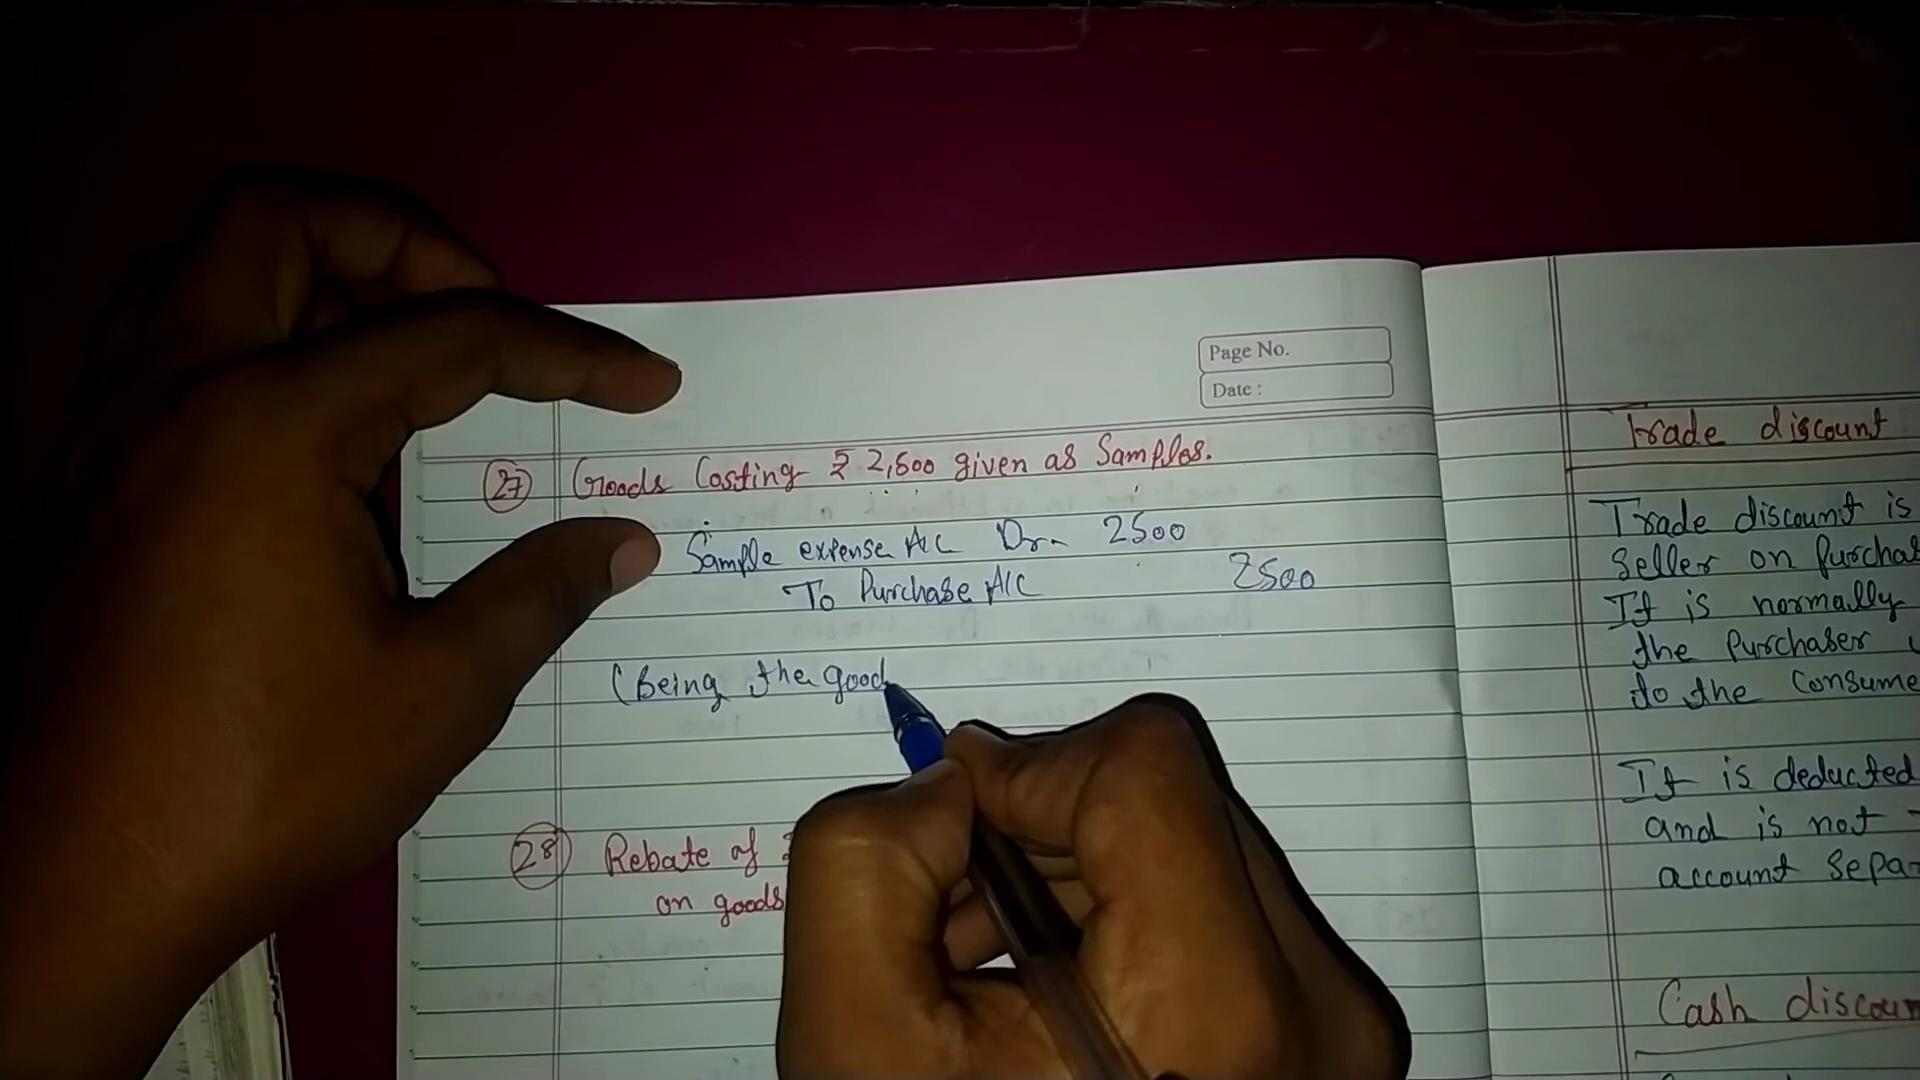 Page No.
Date :
27 Goods Costing ₹ 2,500 given as Samples.
Sample expense A/C Dr. 2500
To Purchase A/C 2500
(Being the good
28 Rebate of
on goods
Trade discount
Trade discount is
Seller on purchas
It is normally
the Purchaser
to the Consume
It is deducted
and is not
account Sepa
Cash discoun